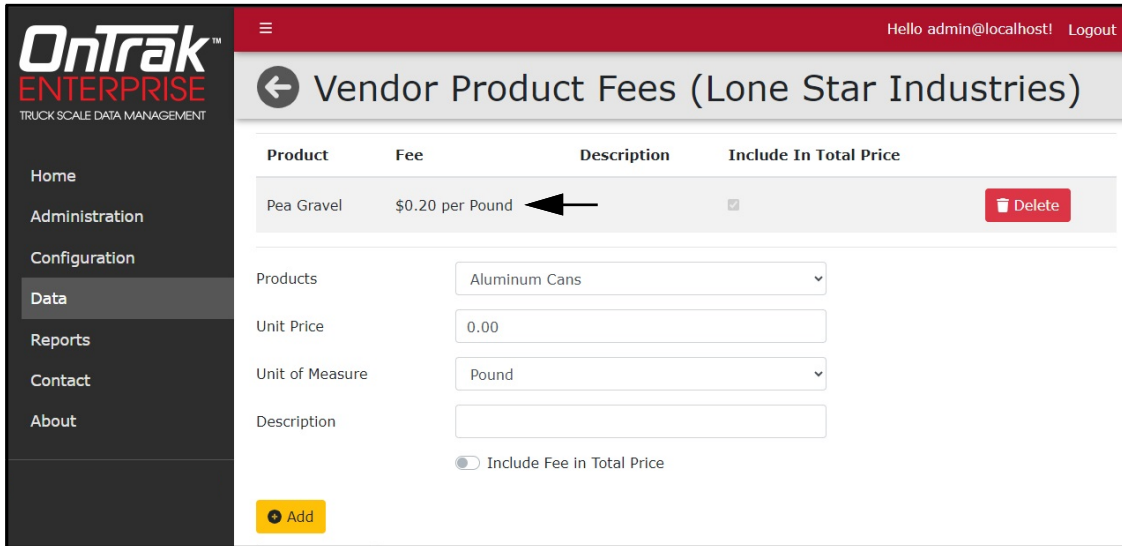 OnTrak™
ENTERPRISE
TRUCK SCALE DATA MANAGEMENT
Home
Administration
Configuration
Data
Reports
Contact
About
Hello admin@localhost! Logout
Vendor Product Fees (Lone Star Industries)
Product Fee Description Include In Total Price
Pea Gravel $0.20 per Pound Delete
Products Aluminum Cans
Unit Price 0.00
Unit of Measure Pound
Description
Include Fee in Total Price
Add